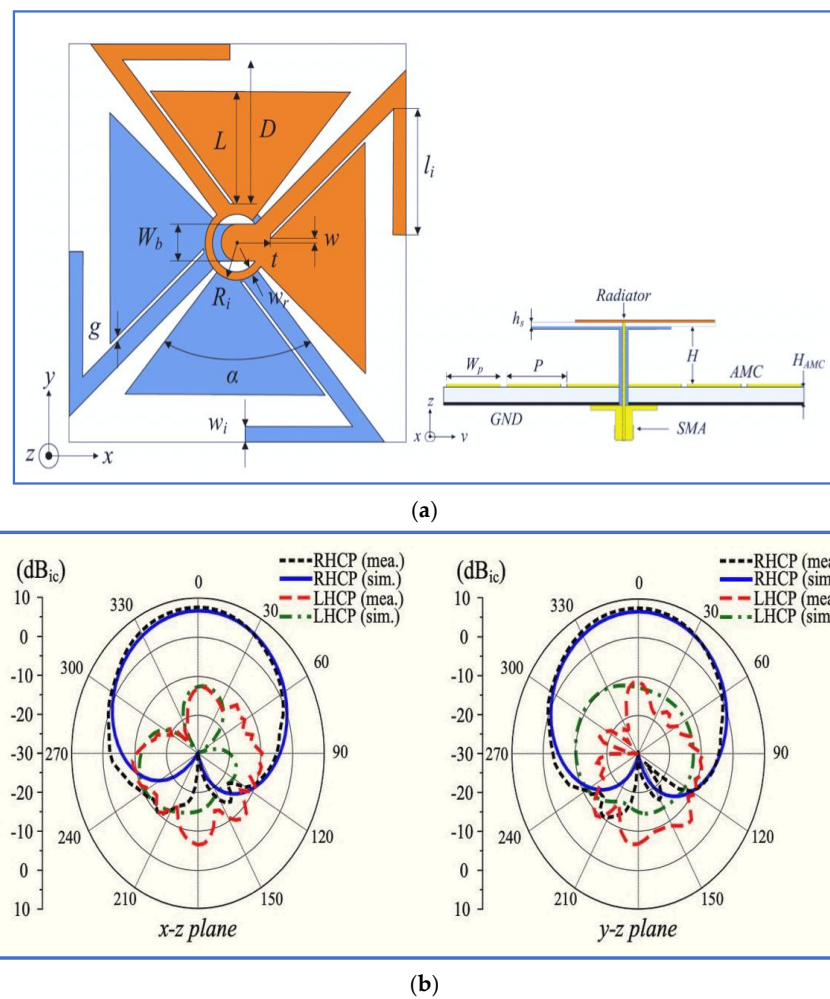 D
L
l_i
W_b
w
t
R_i
w_r
g
α
w_i
y
z
x
Radiator
h_s
H
W_p
P
AMC
H_AMC
GND
z
x
y
SMA
(a)
(dB_ic)
RHCP (mea.)
RHCP (sim.)
LHCP (mea.)
LHCP (sim.)
10
0
-10
-20
-30
-20
-10
0
10
0
30
60
90
120
150
210
240
270
300
330
x-z plane
(dB_ic)
RHCP (mea
RHCP (sim
LHCP (mea
LHCP (sim
10
0
-10
-20
-30
-20
-10
0
10
0
30
60
90
120
150
210
240
270
300
330
y-z plane
(b)